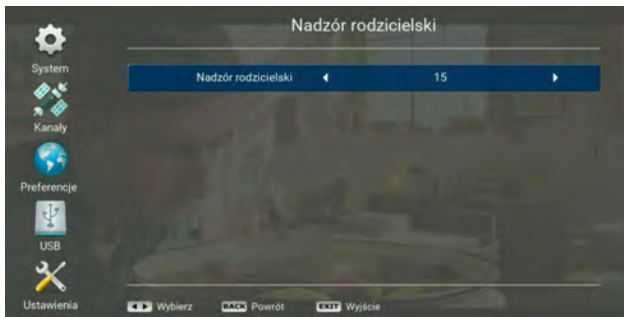 Nadzór rodzicielski
System
Nadzór rodzicielski 15
Kanały
Preferencje
USB
Ustawienia
Wybierz BACK Powrót EXIT Wyjście